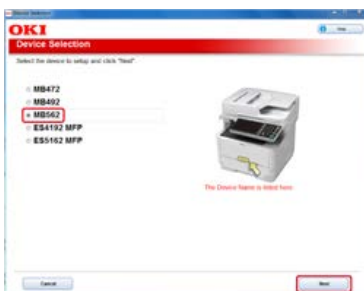 OKI
Device Selection
Select the device to setup and click "Next".
MB472
MB492
MB562
ES4192 MFP
ES5162 MFP
The Device Name is listed here
Cancel
Next